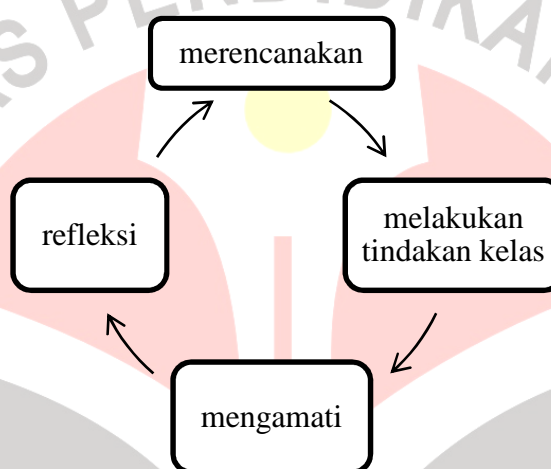 merencanakan
melakukan
tindakan kelas
mengamati
refleksi